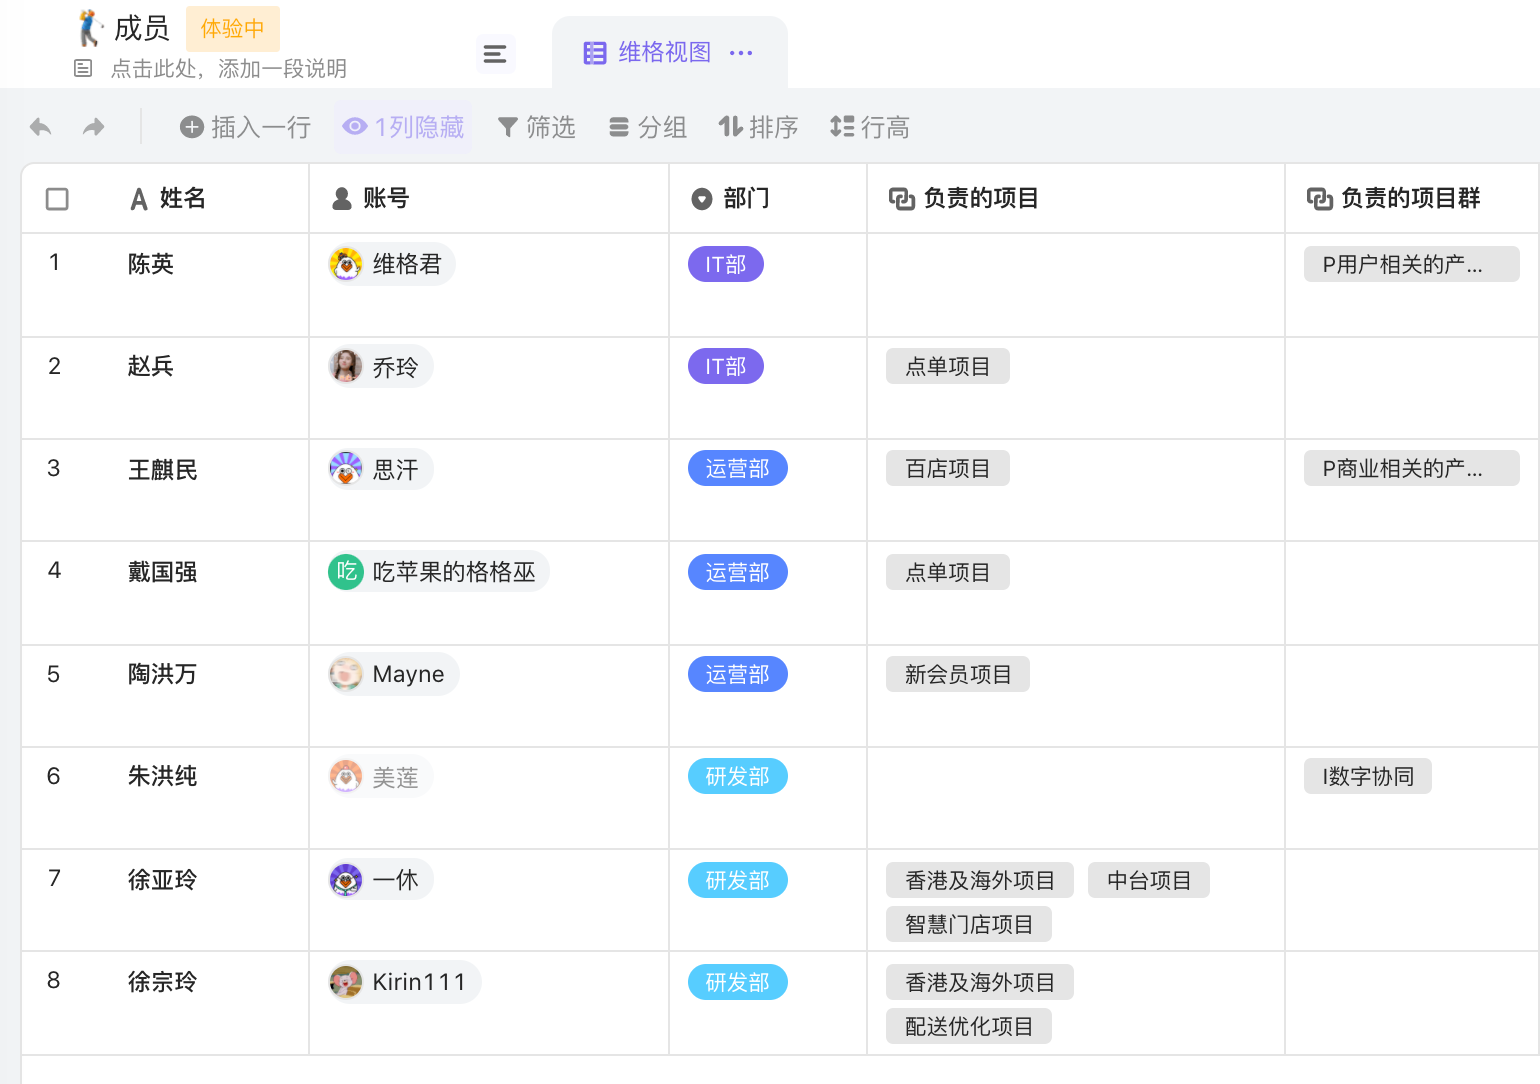 成员 体验中
点击此处，添加一段说明
维格视图 ...
插入一行 1列隐藏 筛选 分组 排序 行高
姓名 账号 部门 负责的项目 负责的项目群
1 陈英 维格君 IT部 P用户相关的产...
2 赵兵 乔玲 IT部 点单项目
3 王麒民 思汗 运营部 百店项目 P商业相关的产...
4 戴国强 吃 吃苹果的格格巫 运营部 点单项目
5 陶洪万 Mayne 运营部 新会员项目
6 朱洪纯 美莲 研发部 I数字协同
7 徐亚玲 一休 研发部 香港及海外项目 中台项目
智慧门店项目
8 徐宗玲 Kirin111 研发部 香港及海外项目
配送优化项目